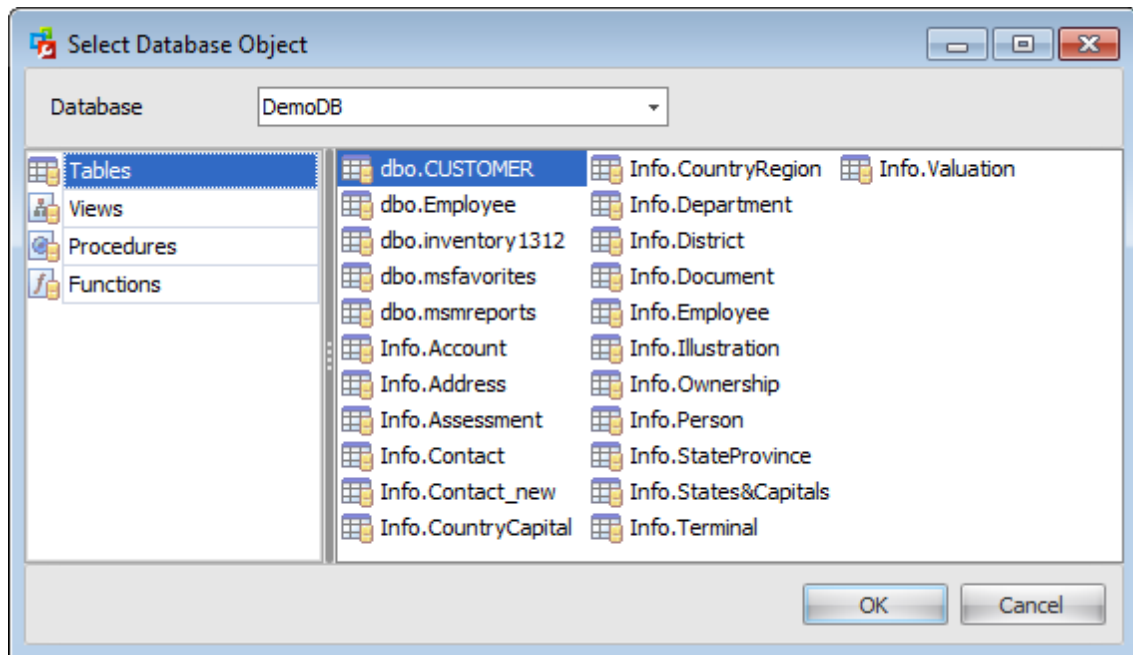 Select Database Object
Database DemoDB
Tables
Views
Procedures
Functions
dbo.CUSTOMER
dbo.Employee
dbo.inventory1312
dbo.msfavorites
dbo.msmreports
Info.Account
Info.Address
Info.Assessment
Info.Contact
Info.Contact_new
Info.CountryCapital
Info.CountryRegion
Info.Department
Info.District
Info.Document
Info.Employee
Info.Illustration
Info.Ownership
Info.Person
Info.StateProvince
Info.States&Capitals
Info.Terminal
Info.Valuation
OK Cancel